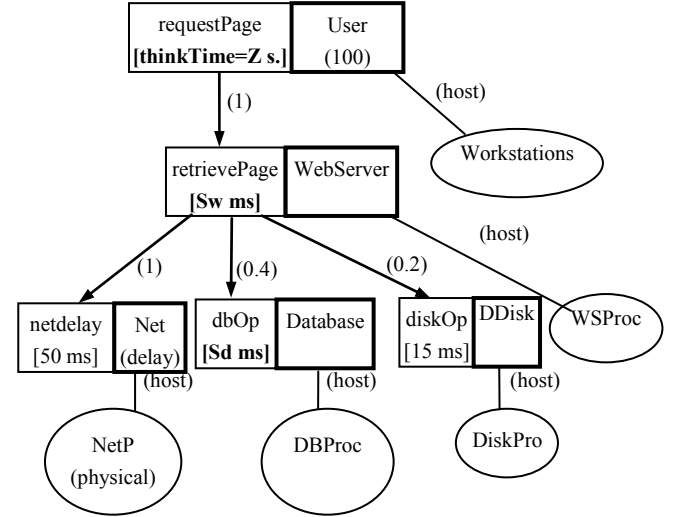 requestPage User
[thinkTime=Z s.] (100)
(1)
(host)
Workstations
retrievePage WebServer
[Sw ms]
(host)
(1) (0.4) (0.2)
netdelay Net dbOp Database diskOp DDisk WSProc
[50 ms] (delay) [Sd ms] [15 ms]
(host) (host) (host)
NetP DBProc DiskPro
(physical)